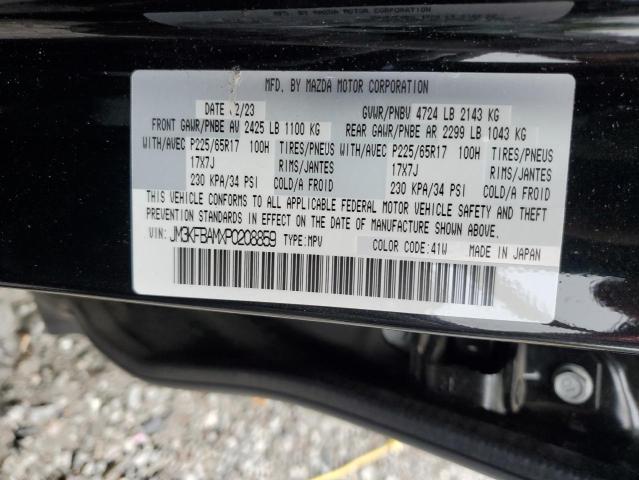 MFD. BY MAZDA MOTOR CORPORATION
DATE 2/23 GVWR/PNBV 4724 LB 2143 KG
FRONT GAWR/PNBE AV 2425 LB 1100 KG REAR GAWR/PNBE AR 2299 LB 1043 KG
WITH/AVEC P225/65R17 100H TIRES/PNEUS WITH/AVEC P225/65R17 100H TIRES/PNEUS
17X7J RIMS/JANTES 17X7J RIMS/JANTES
230 KPA/34 PSI COLD/A FROID 230 KPA/34 PSI COLD/A FROID
THIS VEHICLE CONFORMS TO ALL APPLICABLE FEDERAL MOTOR VEHICLE SAFETY AND THEFT
PREVENTION STANDARDS IN EFFECT ON THE DATE OF MANUFACTURE SHOWN ABOVE.
VIN: JM3KFBAMXP0208859 TYPE: MPV COLOR CODE: 41W MADE IN JAPAN